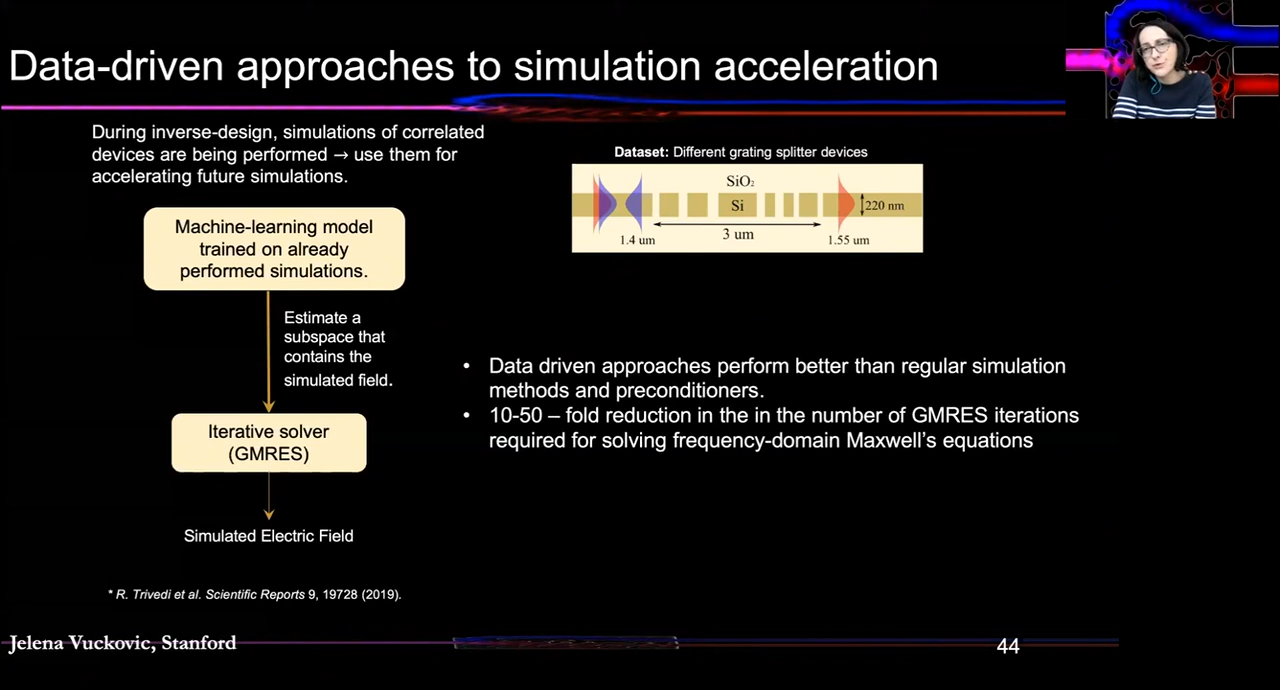 Data-driven approaches to simulation acceleration
During inverse-design, simulations of correlated
devices are being performed → use them for
accelerating future simulations.
Machine-learning model
trained on already
performed simulations.
Estimate a
subspace that
contains the
simulated field.
Iterative solver
(GMRES)
Simulated Electric Field
* R. Trivedi et al. Scientific Reports 9, 19728 (2019).
Dataset: Different grating splitter devices
SiO₂
Si
220 nm
1.4 um
3 um
1.55 um
• Data driven approaches perform better than regular simulation
methods and preconditioners.
• 10-50 – fold reduction in the in the number of GMRES iterations
required for solving frequency-domain Maxwell’s equations
Jelena Vuckovic, Stanford
44